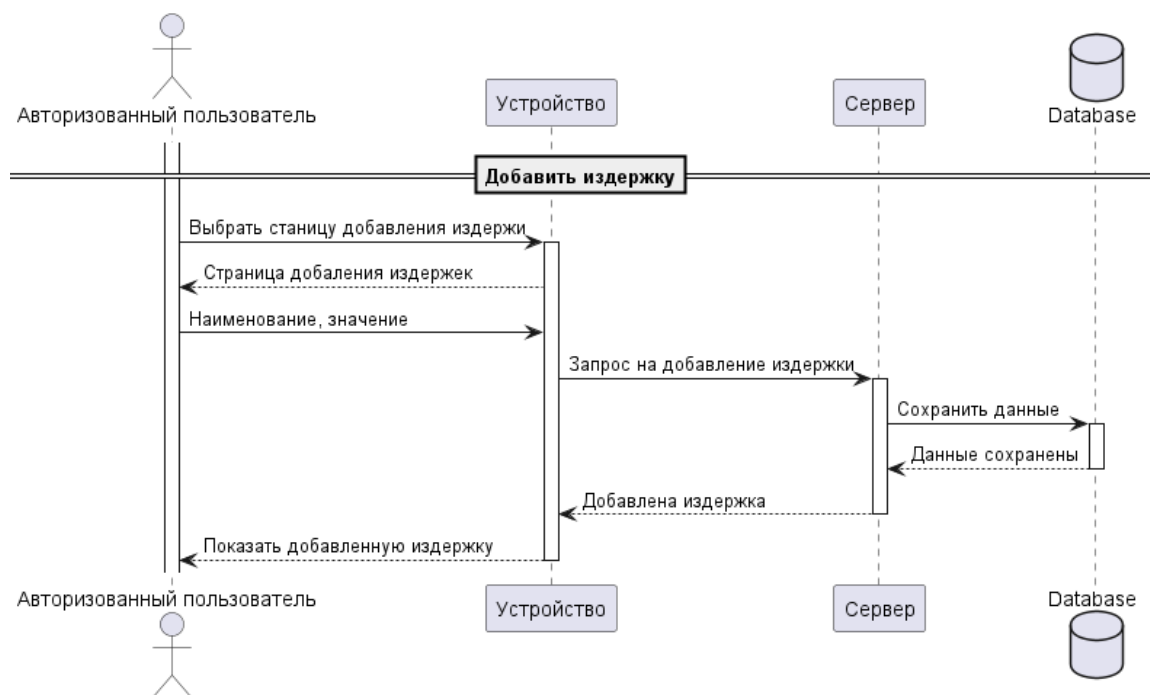 Авторизованный пользователь
Устройство
Сервер
Database
Добавить издержку
Выбрать станицу добавления издержи
Страница добаления издержек
Наименование, значение
Запрос на добавление издержки
Сохранить данные
Данные сохранены
Добавлена издержка
Показать добавленную издержку
Авторизованный пользователь
Устройство
Сервер
Database